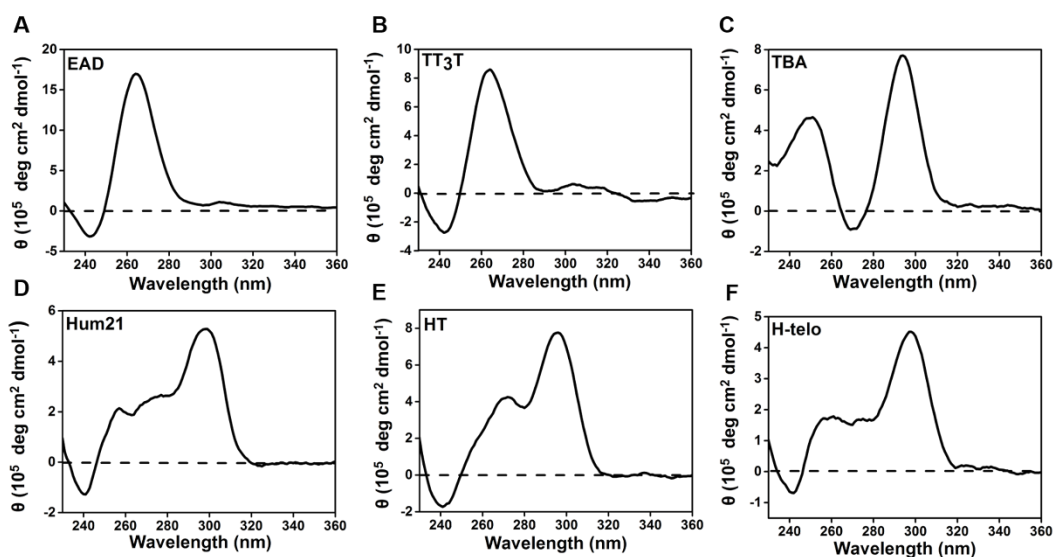 A
EAD
θ (10⁵ deg cm² dmol⁻¹)
20
15
10
5
0
-5
240 260 280 300 320 340 360
Wavelength (nm)
B
TT₃T
θ (10⁵ deg cm² dmol⁻¹)
10
8
6
4
2
0
-2
-4
240 260 280 300 320 340 360
Wavelength (nm)
C
TBA
θ (10⁵ deg cm² dmol⁻¹)
8
6
4
2
0
-2
240 260 280 300 320 340 360
Wavelength (nm)
D
Hum21
θ (10⁵ deg cm² dmol⁻¹)
6
4
2
0
-2
240 260 280 300 320 340 360
Wavelength (nm)
E
HT
θ (10⁵ deg cm² dmol⁻¹)
8
6
4
2
0
-2
240 260 280 300 320 340 360
Wavelength (nm)
F
H-telo
θ (10⁵ deg cm² dmol⁻¹)
5
4
3
2
1
0
-1
240 260 280 300 320 340 360
Wavelength (nm)